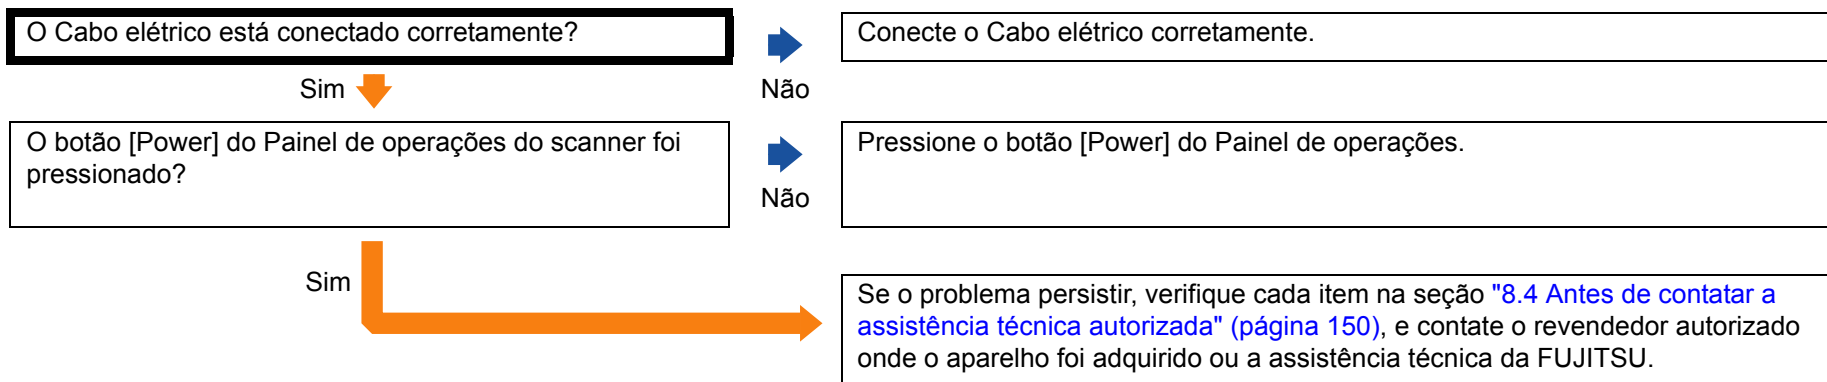 O Cabo elétrico está conectado corretamente?
Conecte o Cabo elétrico corretamente.
Sim
Não
O botão [Power] do Painel de operações do scanner foi
pressionado?
Pressione o botão [Power] do Painel de operações.
Não
Sim
Se o problema persistir, verifique cada item na seção "8.4 Antes de contatar a
assistência técnica autorizada" (página 150), e contate o revendedor autorizado
onde o aparelho foi adquirido ou a assistência técnica da FUJITSU.